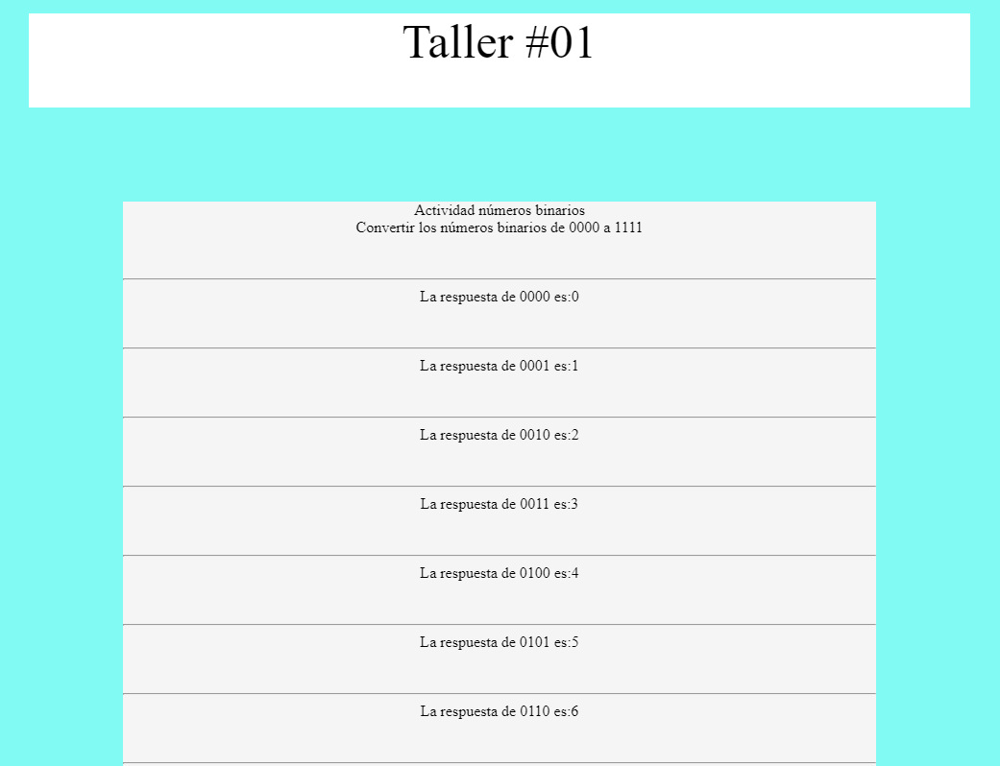 Taller #01
Actividad números binarios
Convertir los números binarios de 0000 a 1111
La respuesta de 0000 es:0
La respuesta de 0001 es:1
La respuesta de 0010 es:2
La respuesta de 0011 es:3
La respuesta de 0100 es:4
La respuesta de 0101 es:5
La respuesta de 0110 es:6